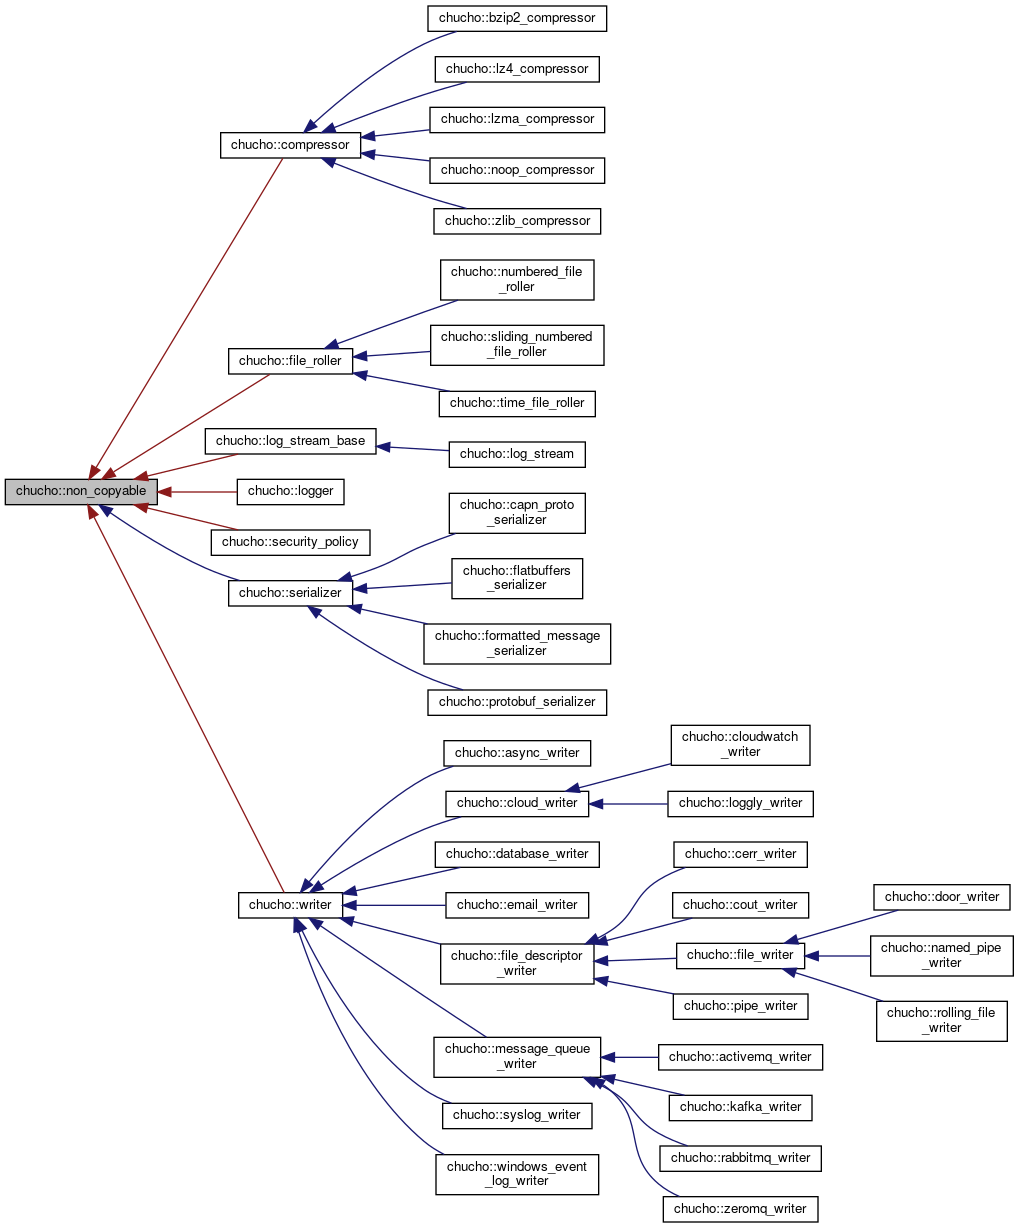 chucho::bzip2_compressor
chucho::lz4_compressor
chucho::lzma_compressor
chucho::compressor
chucho::noop_compressor
chucho::zlib_compressor
chucho::numbered_file
_roller
chucho::sliding_numbered
_file_roller
chucho::file_roller
chucho::time_file_roller
chucho::log_stream_base
chucho::log_stream
chucho::non_copyable
chucho::logger
chucho::capn_proto
_serializer
chucho::security_policy
chucho::flatbuffers
_serializer
chucho::serializer
chucho::formatted_message
_serializer
chucho::protobuf_serializer
chucho::cloudwatch
_writer
chucho::async_writer
chucho::cloud_writer
chucho::loggly_writer
chucho::database_writer
chucho::cerr_writer
chucho::door_writer
chucho::writer
chucho::email_writer
chucho::cout_writer
chucho::file_descriptor
_writer
chucho::file_writer
chucho::named_pipe
_writer
chucho::pipe_writer
chucho::rolling_file
_writer
chucho::message_queue
_writer
chucho::activemq_writer
chucho::kafka_writer
chucho::syslog_writer
chucho::rabbitmq_writer
chucho::windows_event
_log_writer
chucho::zeromq_writer